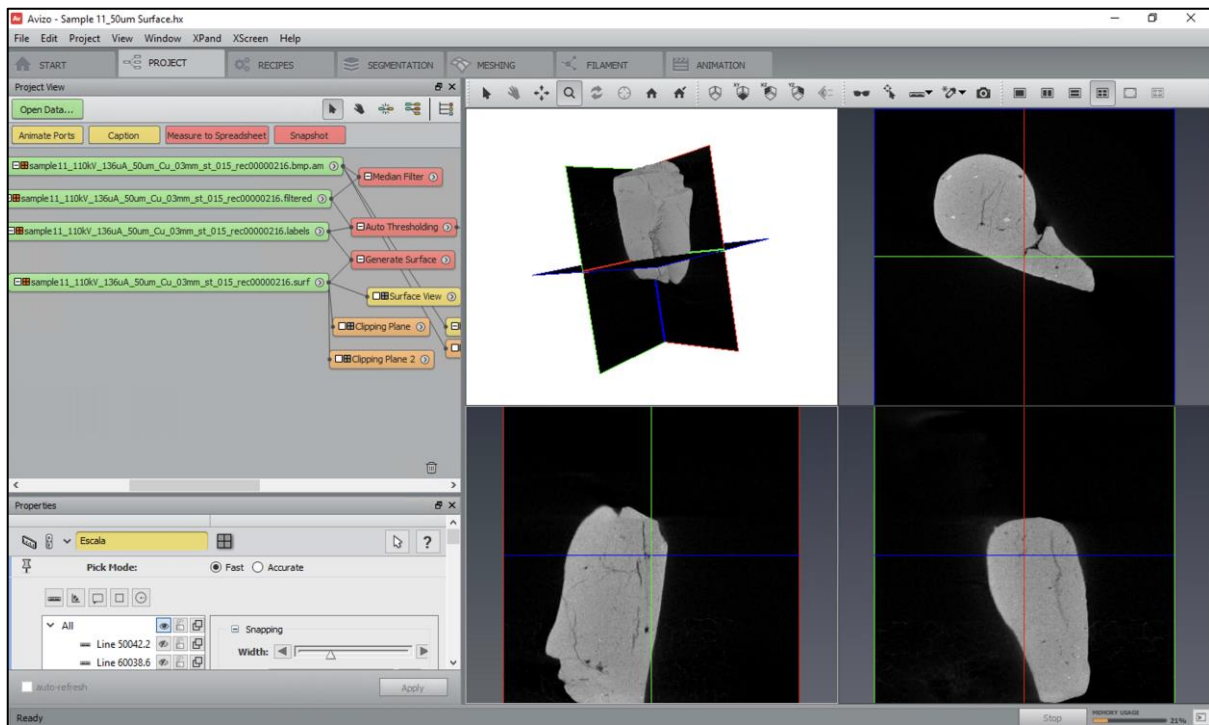 Av Avizo - Sample 11_50um Surface.hx
File Edit Project View Window XPand XScreen Help
START PROJECT RECIPES SEGMENTATION MESHING FILAMENT ANIMATION
Project View
Open Data...
Animate Ports Caption Measure to Spreadsheet Snapshot
sample11_110kV_136uA_50um_Cu_03mm_st_015_rec00000216.bmp.am
Median Filter
sample11_110kV_136uA_50um_Cu_03mm_st_015_rec00000216.filtered
Auto Thresholding
sample11_110kV_136uA_50um_Cu_03mm_st_015_rec00000216.labels
Generate Surface
sample11_110kV_136uA_50um_Cu_03mm_st_015_rec00000216.surf
Surface View
Clipping Plane
Clipping Plane 2
Properties
Escala
?
Pick Mode: Fast Accurate
All
Snapping
Line 50042.2
Width:
Line 60038.6
auto-refresh Apply
Ready Stop MEMORY USAGE 21%